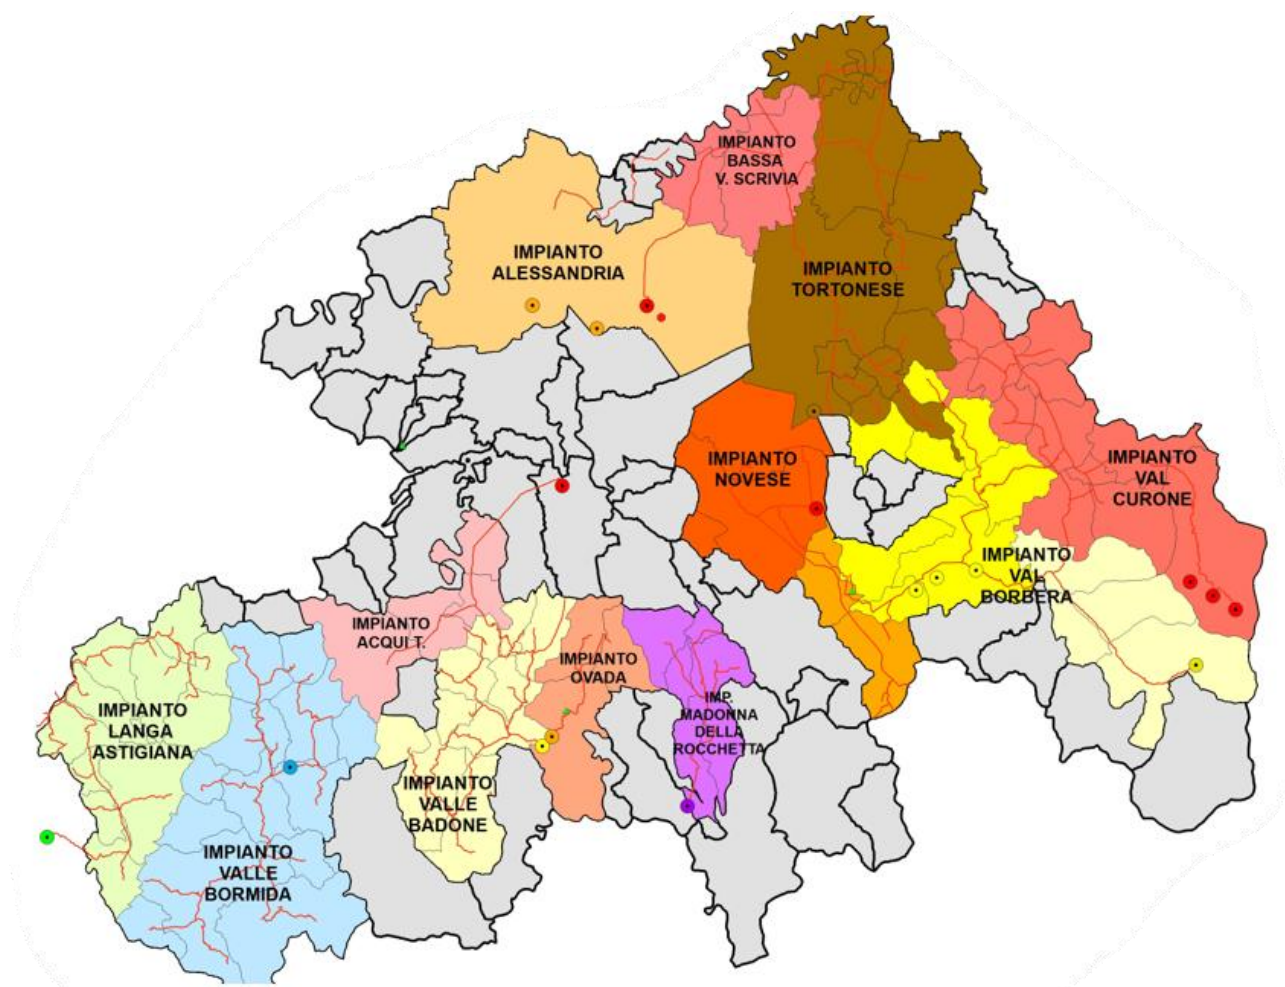 IMPIANTO
BASSA
V. SCRIVIA
IMPIANTO
ALESSANDRIA
IMPIANTO
TORTONESE
IMPIANTO
NOVESE
IMPIANTO
VAL
CURONE
IMPIANTO
VAL
BORBERA
IMPIANTO
ACQUI T.
IMPIANTO
OVADA
IMP.
MADONNA
DELLA
ROCCHETTA
IMPIANTO
LANGA
ASTIGIANA
IMPIANTO
VALLE
BADONE
IMPIANTO
VALLE
BORMIDA